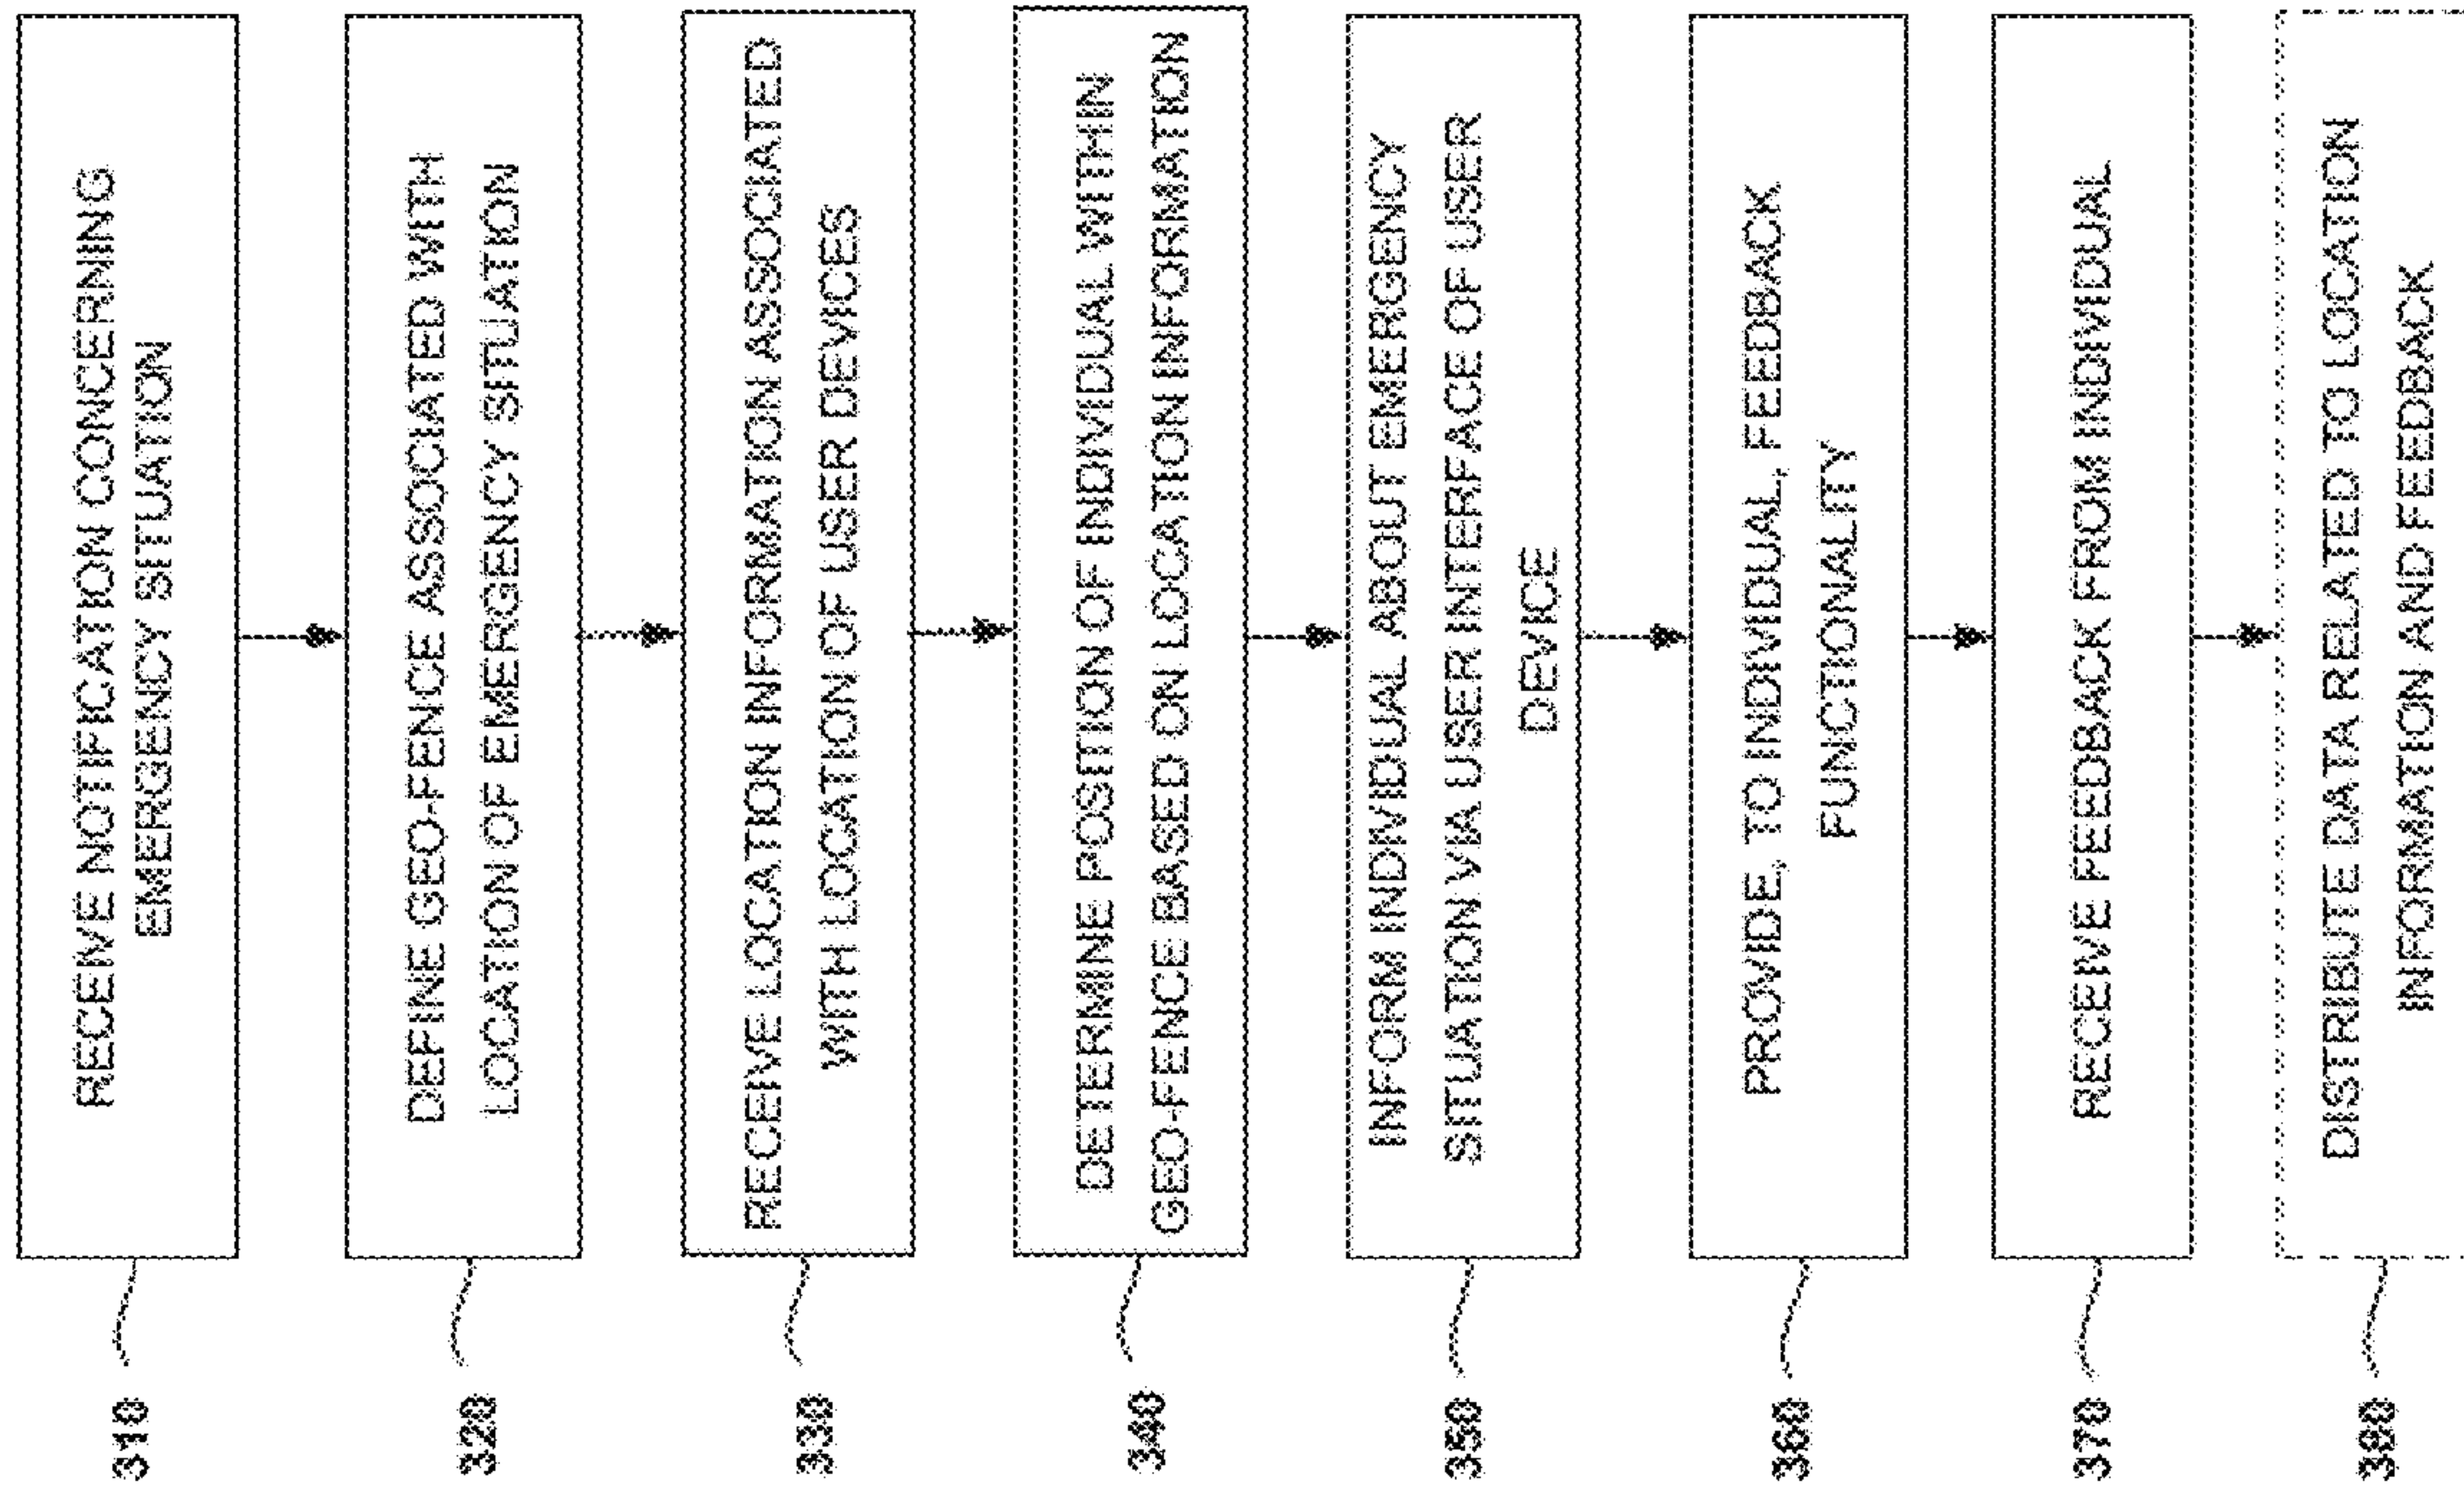 310
RECEIVE NOTIFICATION CONCERNING
EMERGENCY SITUATION
320
DEFINE GEO-FENCE ASSOCIATED WITH
LOCATION OF EMERGENCY SITUATION
330
RECEIVE LOCATION INFORMATION ASSOCIATED
WITH LOCATION OF USER DEVICES
340
DETERMINE POSITION OF INDIVIDUAL WITHIN
GEO-FENCE BASED ON LOCATION INFORMATION
350
INFORM INDIVIDUAL ABOUT EMERGENCY
SITUATION VIA USER INTERFACE OF USER
DEVICE
360
PROVIDE, TO INDIVIDUAL, FEEDBACK
FUNCTIONALITY
370
RECEIVE FEEDBACK FROM INDIVIDUAL
380
DISTRIBUTE DATA RELATED TO LOCATION
INFORMATION AND FEEDBACK